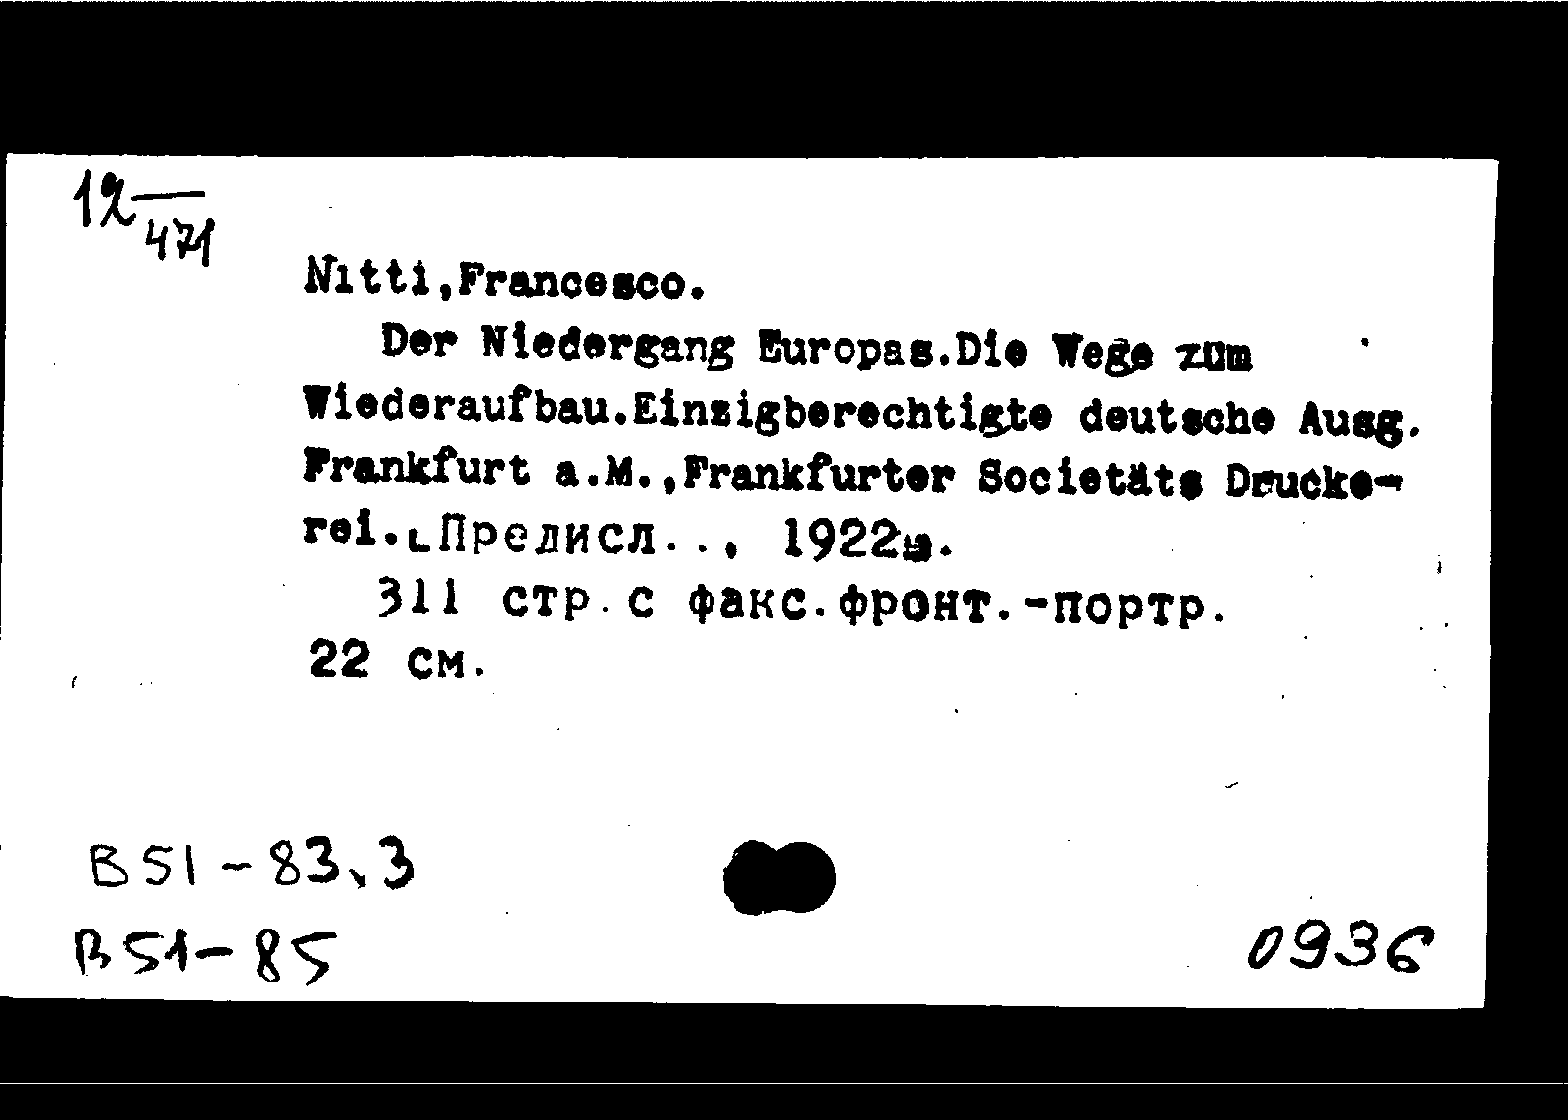 12
471
Nitti,Francesco.
Der Niedergang Europas.Die Wege zum
Wiederaufbau.Einzigberechtigte deutsche Ausg.
Frankfurt a.M.,Frankfurter Societäts Drucke-
rei. [Предисл.., 1922].
311 стр. с факс.фронт.-портр.
22 см.
B51-83,3
B51-85
0936